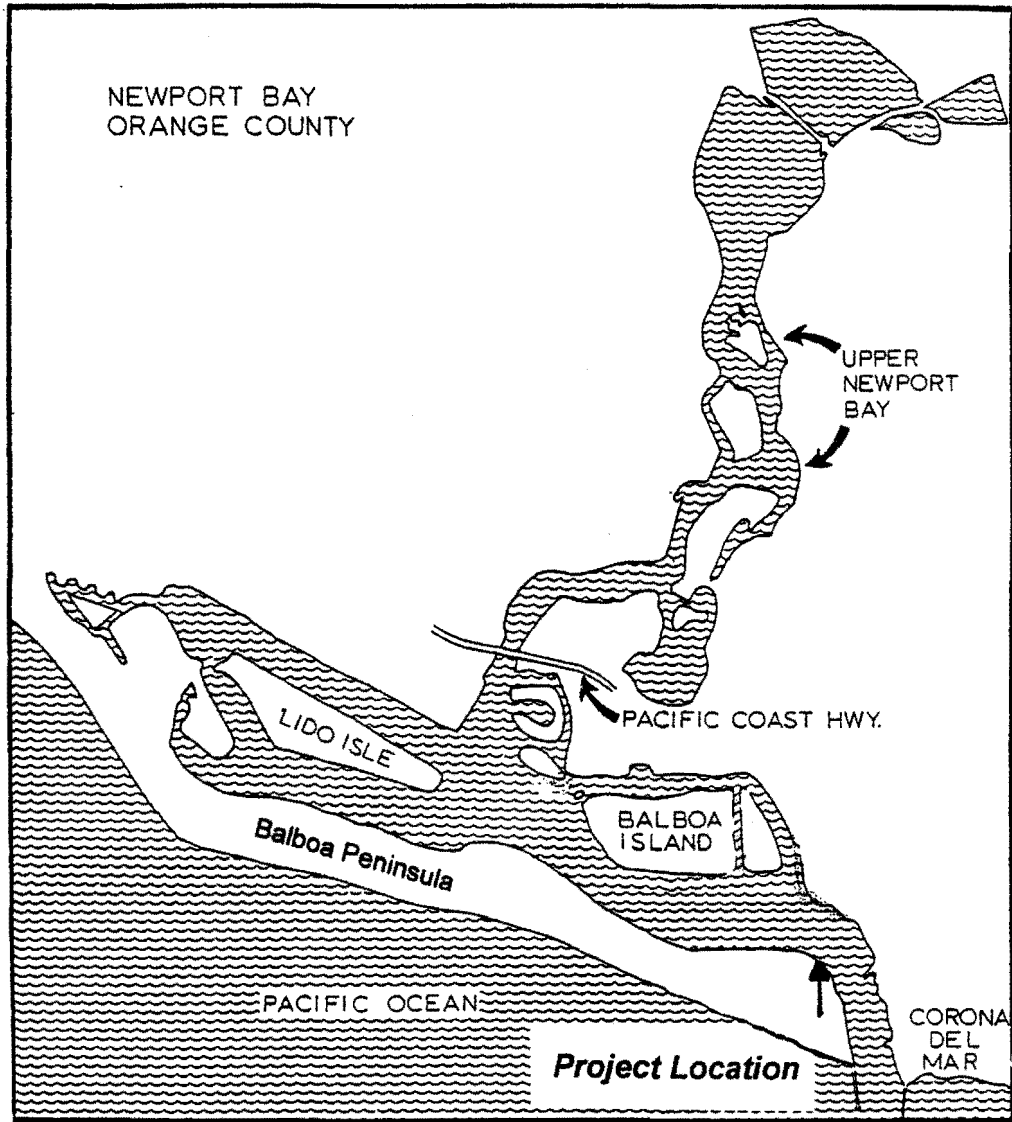 NEWPORT BAY
ORANGE COUNTY
UPPER
NEWPORT
BAY
PACIFIC COAST HWY.
LIDO ISLE
BALBOA
ISLAND
Balboa Peninsula
PACIFIC OCEAN
CORONA
DEL
MAR
Project Location